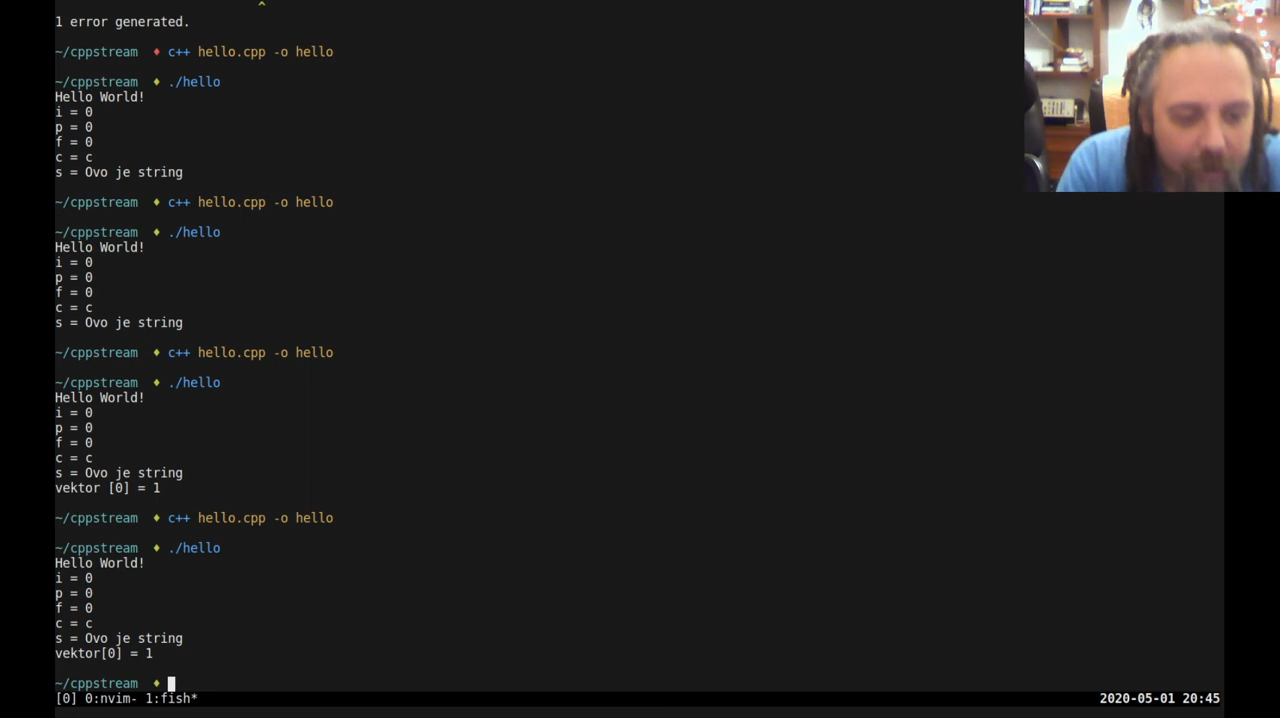 ^
1 error generated.
~/cppstream ♦ c++ hello.cpp -o hello
~/cppstream ♦ ./hello
Hello World!
i = 0
p = 0
f = 0
c = c
s = Ovo je string
~/cppstream ♦ c++ hello.cpp -o hello
~/cppstream ♦ ./hello
Hello World!
i = 0
p = 0
f = 0
c = c
s = Ovo je string
~/cppstream ♦ c++ hello.cpp -o hello
~/cppstream ♦ ./hello
Hello World!
i = 0
p = 0
f = 0
c = c
s = Ovo je string
vektor [0] = 1
~/cppstream ♦ c++ hello.cpp -o hello
~/cppstream ♦ ./hello
Hello World!
i = 0
p = 0
f = 0
c = c
s = Ovo je string
vektor[0] = 1
~/cppstream ♦
[0] 0:nvim- 1:fish* 2020-05-01 20:45